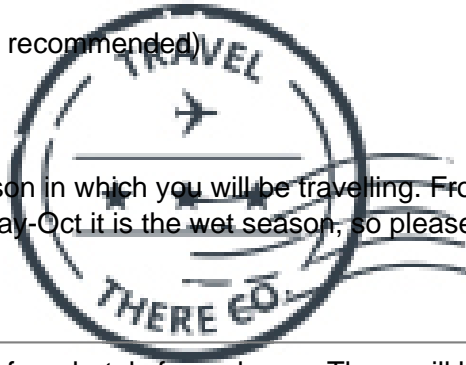 recommended)
TRAVEL
son in which you will be travelling. Fro
ay-Oct it is the wet season, so please
THERE CO.